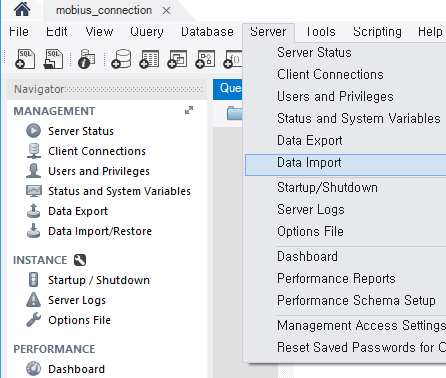 mobius_connection
File Edit View Query Database Server Tools Scripting Help
SQL SQL
Navigator
Que
MANAGEMENT
Server Status
Client Connections
Users and Privileges
Status and System Variables
Data Export
Data Import/Restore
INSTANCE
Startup / Shutdown
Server Logs
Options File
PERFORMANCE
Dashboard
Server Status
Client Connections
Users and Privileges
Status and System Variables
Data Export
Data Import
Startup/Shutdown
Server Logs
Options File
Dashboard
Performance Reports
Performance Schema Setup
Management Access Settings
Reset Saved Passwords for C